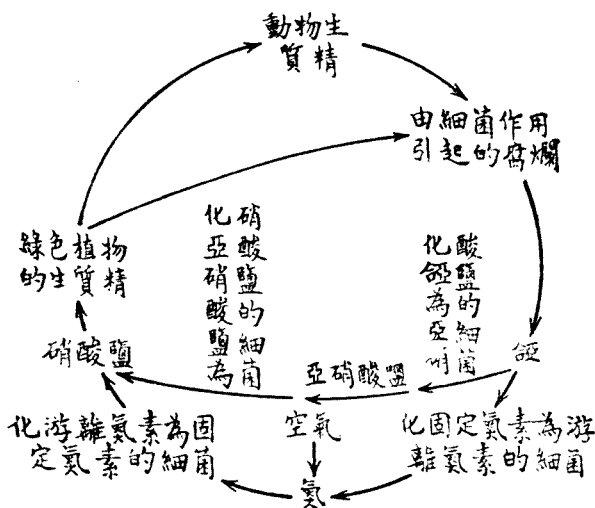 動物生
質精
由細菌作用
引起的腐爛
綠色植物
的生質精
化亞硝酸鹽為
硝酸鹽的細菌
化為亞硝
酸鹽的細菌
硝酸鹽
亞硝酸鹽
化游離氮素為固
定氮素的細菌
空氣
化固定氮素為游
離氮素的細菌
氮